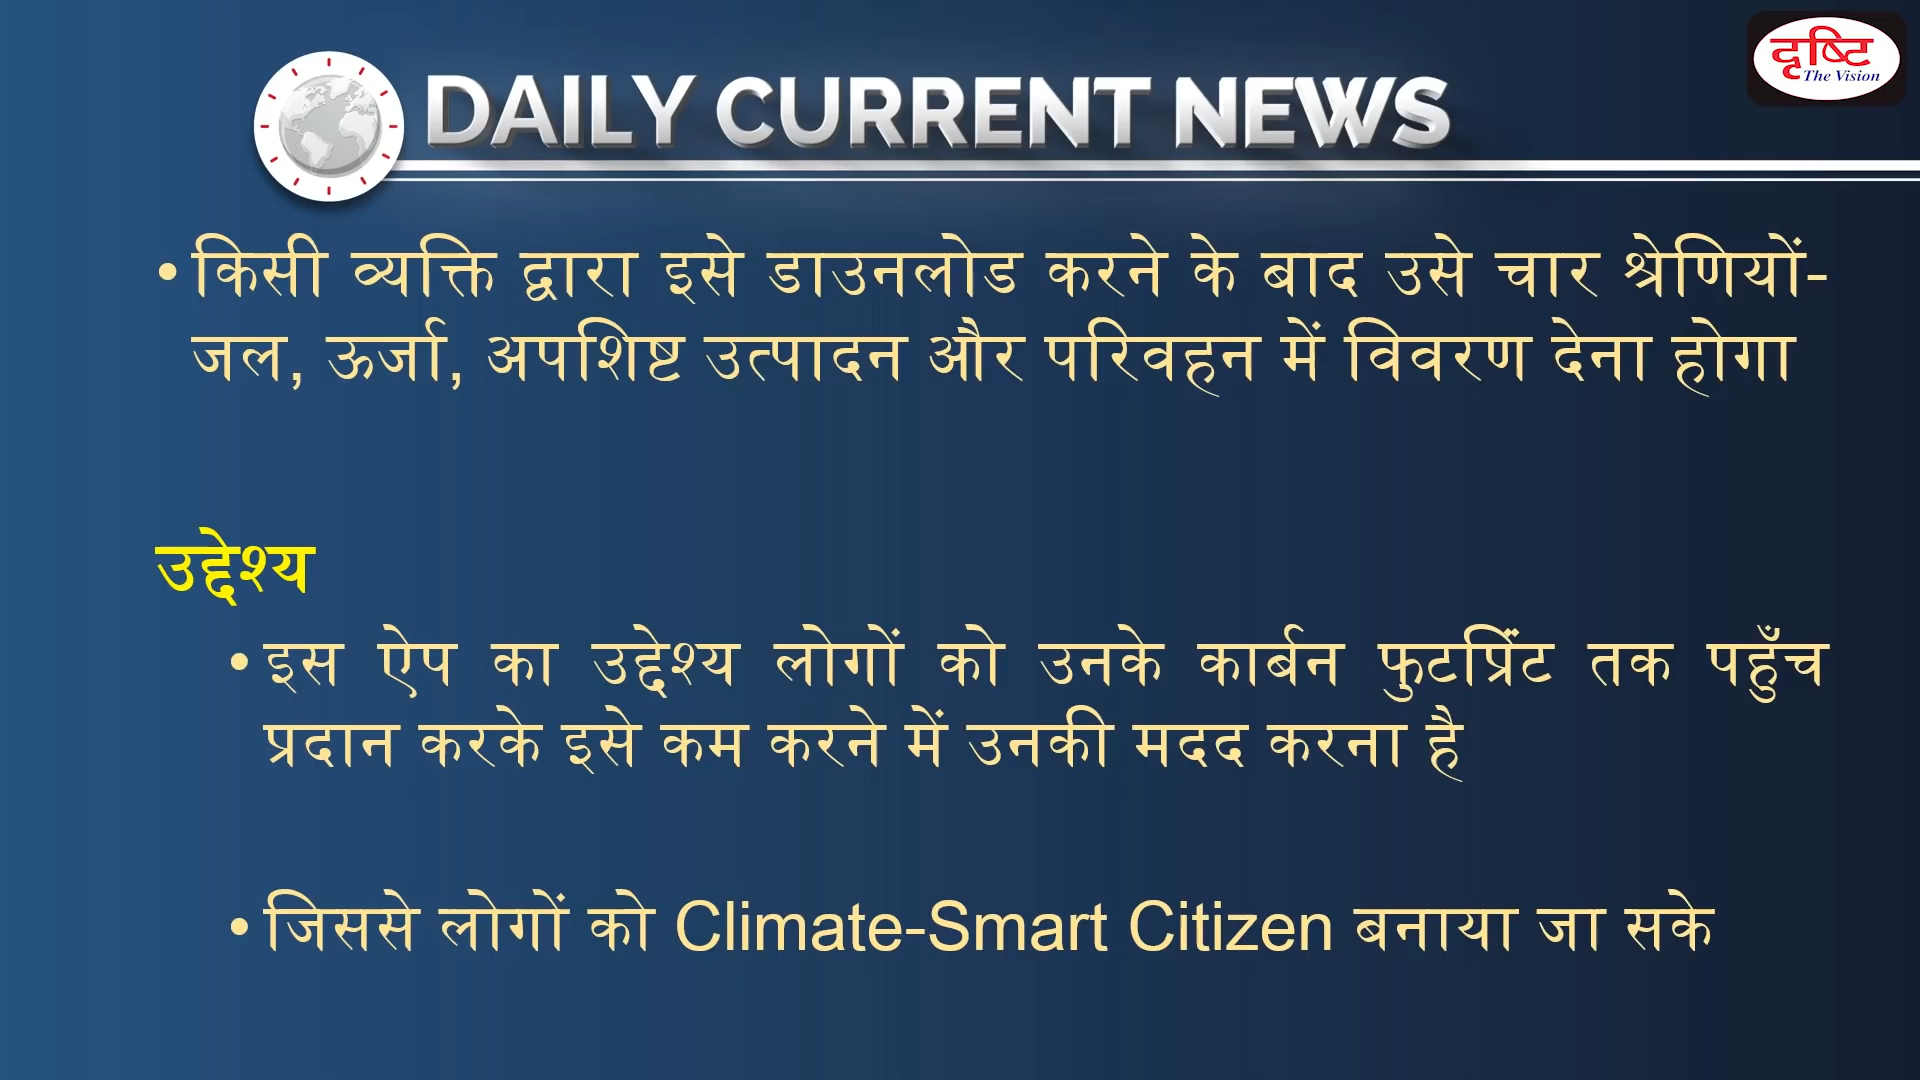 दृष्टि
The Vision
DAILY CURRENT NEWS
• किसी व्यक्ति द्वारा इसे डाउनलोड करने के बाद उसे चार श्रेणियों-
जल, ऊर्जा, अपशिष्ट उत्पादन और परिवहन में विवरण देना होगा
उद्देश्य
• इस ऐप का उद्देश्य लोगों को उनके कार्बन फुटप्रिंट तक पहुँच
प्रदान करके इसे कम करने में उनकी मदद करना है
• जिससे लोगों को Climate-Smart Citizen बनाया जा सके